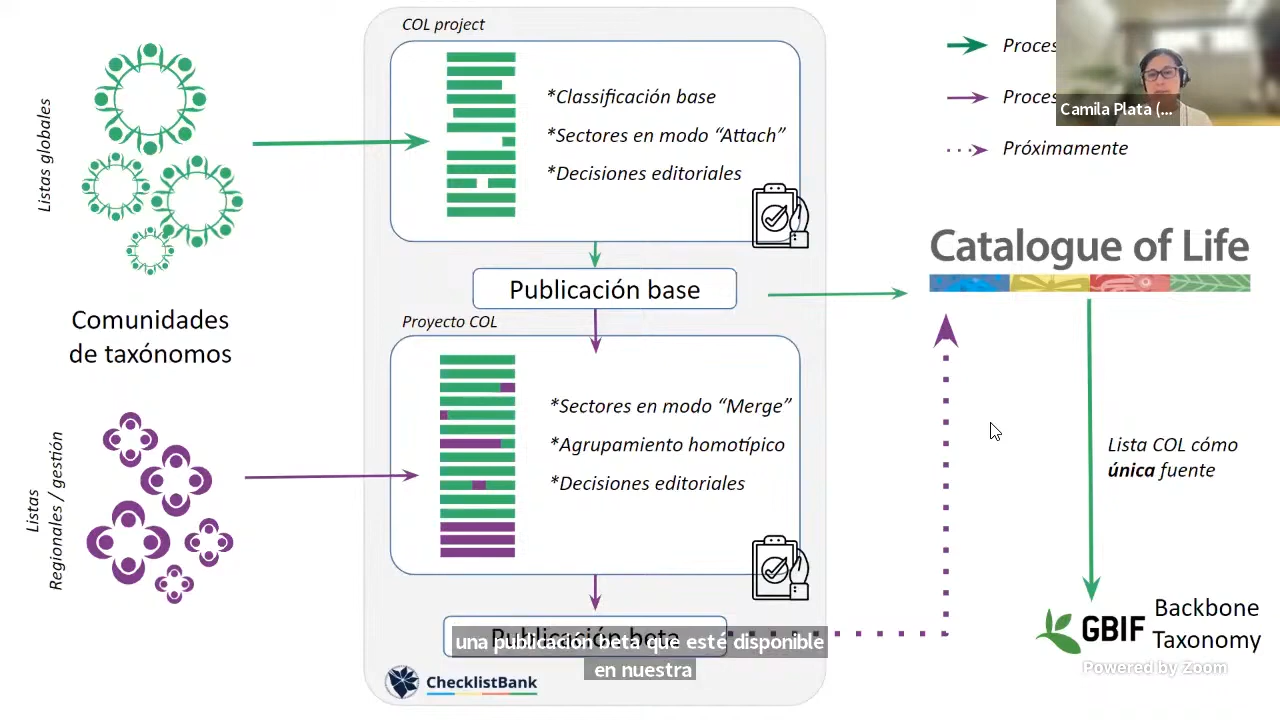 COL project
Listas globales
*Classificación base
*Sectores en modo “Attach”
*Decisiones editoriales
Publicación base
Comunidades
de taxónomos
Proyecto COL
Listas
Regionales / gestión
*Sectores en modo “Merge”
*Agrupamiento homotípico
*Decisiones editoriales
Publicación beta
una publicación beta que esté disponible
en nuestra
ChecklistBank
Camila Plata (...
Próximamente
Catalogue of Life
Lista COL cómo
única fuente
GBIF
Backbone
Taxonomy
Powered by Zoom